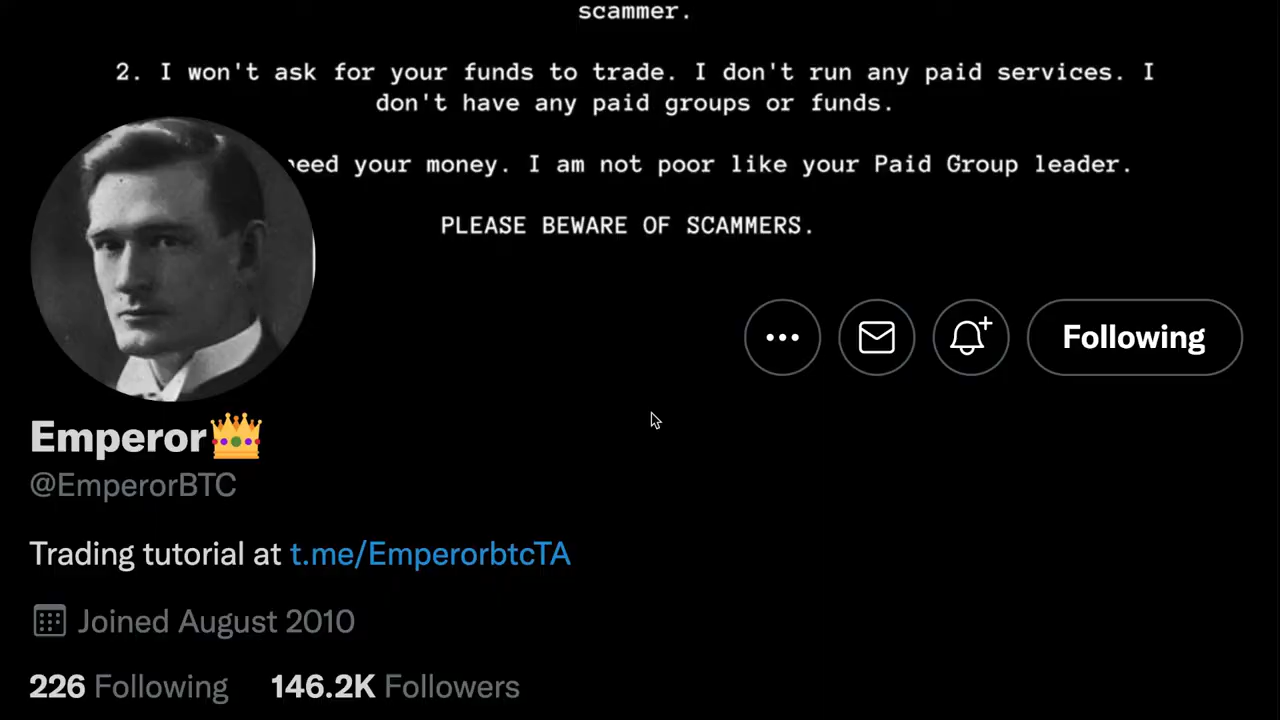 scammer.
2. I won't ask for your funds to trade. I don't run any paid services. I
don't have any paid groups or funds.
need your money. I am not poor like your Paid Group leader.
PLEASE BEWARE OF SCAMMERS.
Following
Emperor👑
@EmperorBTC
Trading tutorial at t.me/EmperorbtcTA
Joined August 2010
226 Following 146.2K Followers